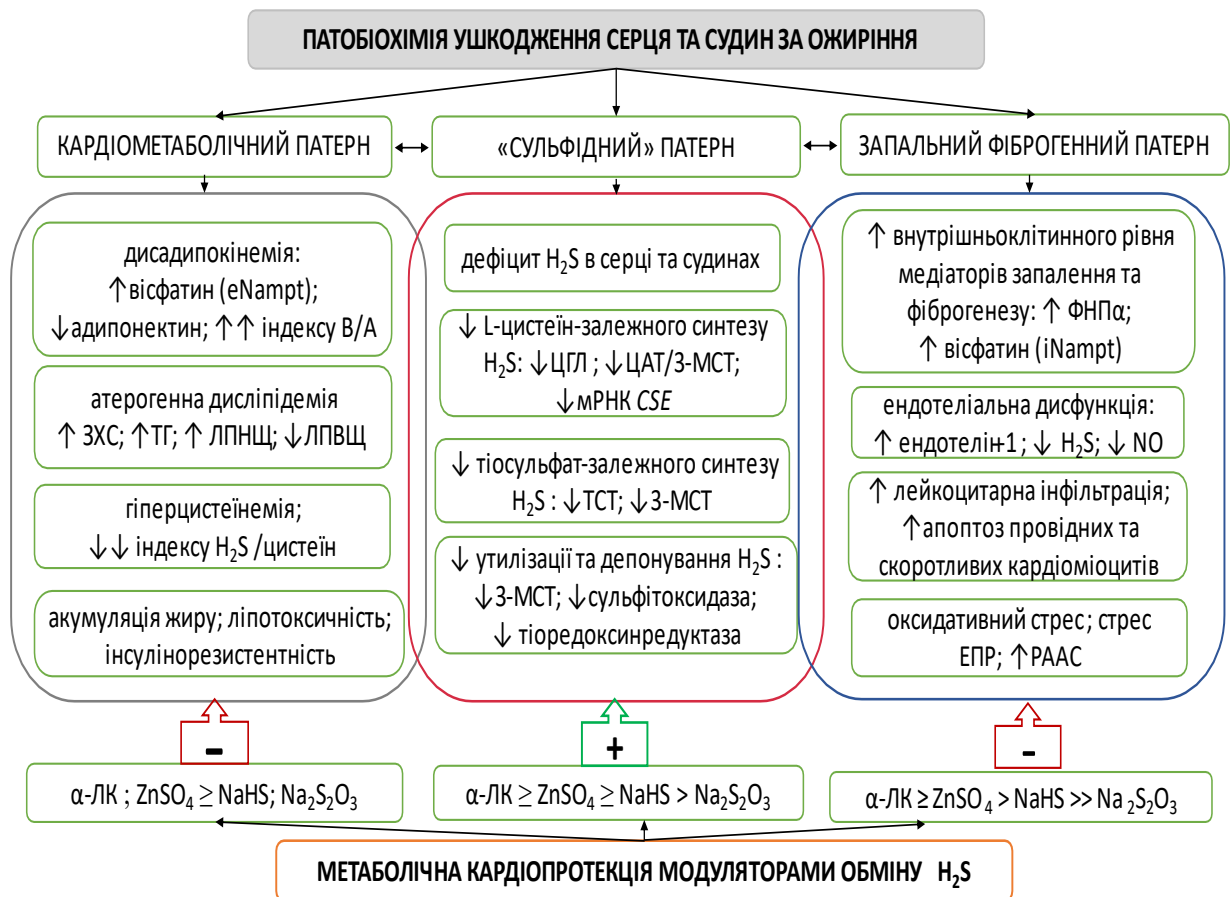 ПАТОБІОХІМІЯ УШКОДЖЕННЯ СЕРЦЯ ТА СУДИН ЗА ОЖИРІННЯ
КАРДІОМЕТАБОЛІЧНИЙ ПАТЕРН
«СУЛЬФІДНИЙ» ПАТЕРН
ЗАПАЛЬНИЙ ФІБРОГЕННИЙ ПАТЕРН
дисадипокінемія:
↑вісфатин (eNampt);
↓адипонектин; ↑↑ індексу В/А
атерогенна дисліпідемія
↑ ЗХС; ↑ТГ; ↑ ЛПНЩ; ↓ЛПВЩ
гіперцистеїнемія;
↓↓ індексу H₂S /цистеїн
акумуляція жиру; ліпотоксичність;
інсулінорезистентність
дефіцит H₂S в серці та судинах
↓ L-цистеїн-залежного синтезу
H₂S: ↓ЦГЛ ; ↓ЦАТ/3-МСТ;
↓мРНК CSE
↓ тіосульфат-залежного синтезу
H₂S : ↓ТСТ; ↓3-МСТ
↓ утилізації та депонування H₂S :
↓3-МСТ; ↓сульфітоксидаза;
↓ тіоредоксинредуктаза
↑ внутрішньоклітинного рівня
медіаторів запалення та
фіброгенезу: ↑ ФНПα;
↑ вісфатин (iNampt)
ендотеліальна дисфункція:
↑ ендотелін-1 ; ↓ H₂S; ↓ NO
↑ лейкоцитарна інфільтрація;
↑апоптоз провідних та
скоротливих кардіоміоцитів
оксидативний стрес ; стрес
ЕПР; ↑РААС
–
+
-
α-ЛК ; ZnSO₄ ≥ NaHS; Na₂S₂O₃
α-ЛК ≥ ZnSO₄ ≥ NaHS > Na₂S₂O₃
α-ЛК ≥ ZnSO₄ > NaHS >> Na₂S₂O₃
МЕТАБОЛІЧНА КАРДІОПРОТЕКЦІЯ МОДУЛЯТОРАМИ ОБМІНУ H₂S